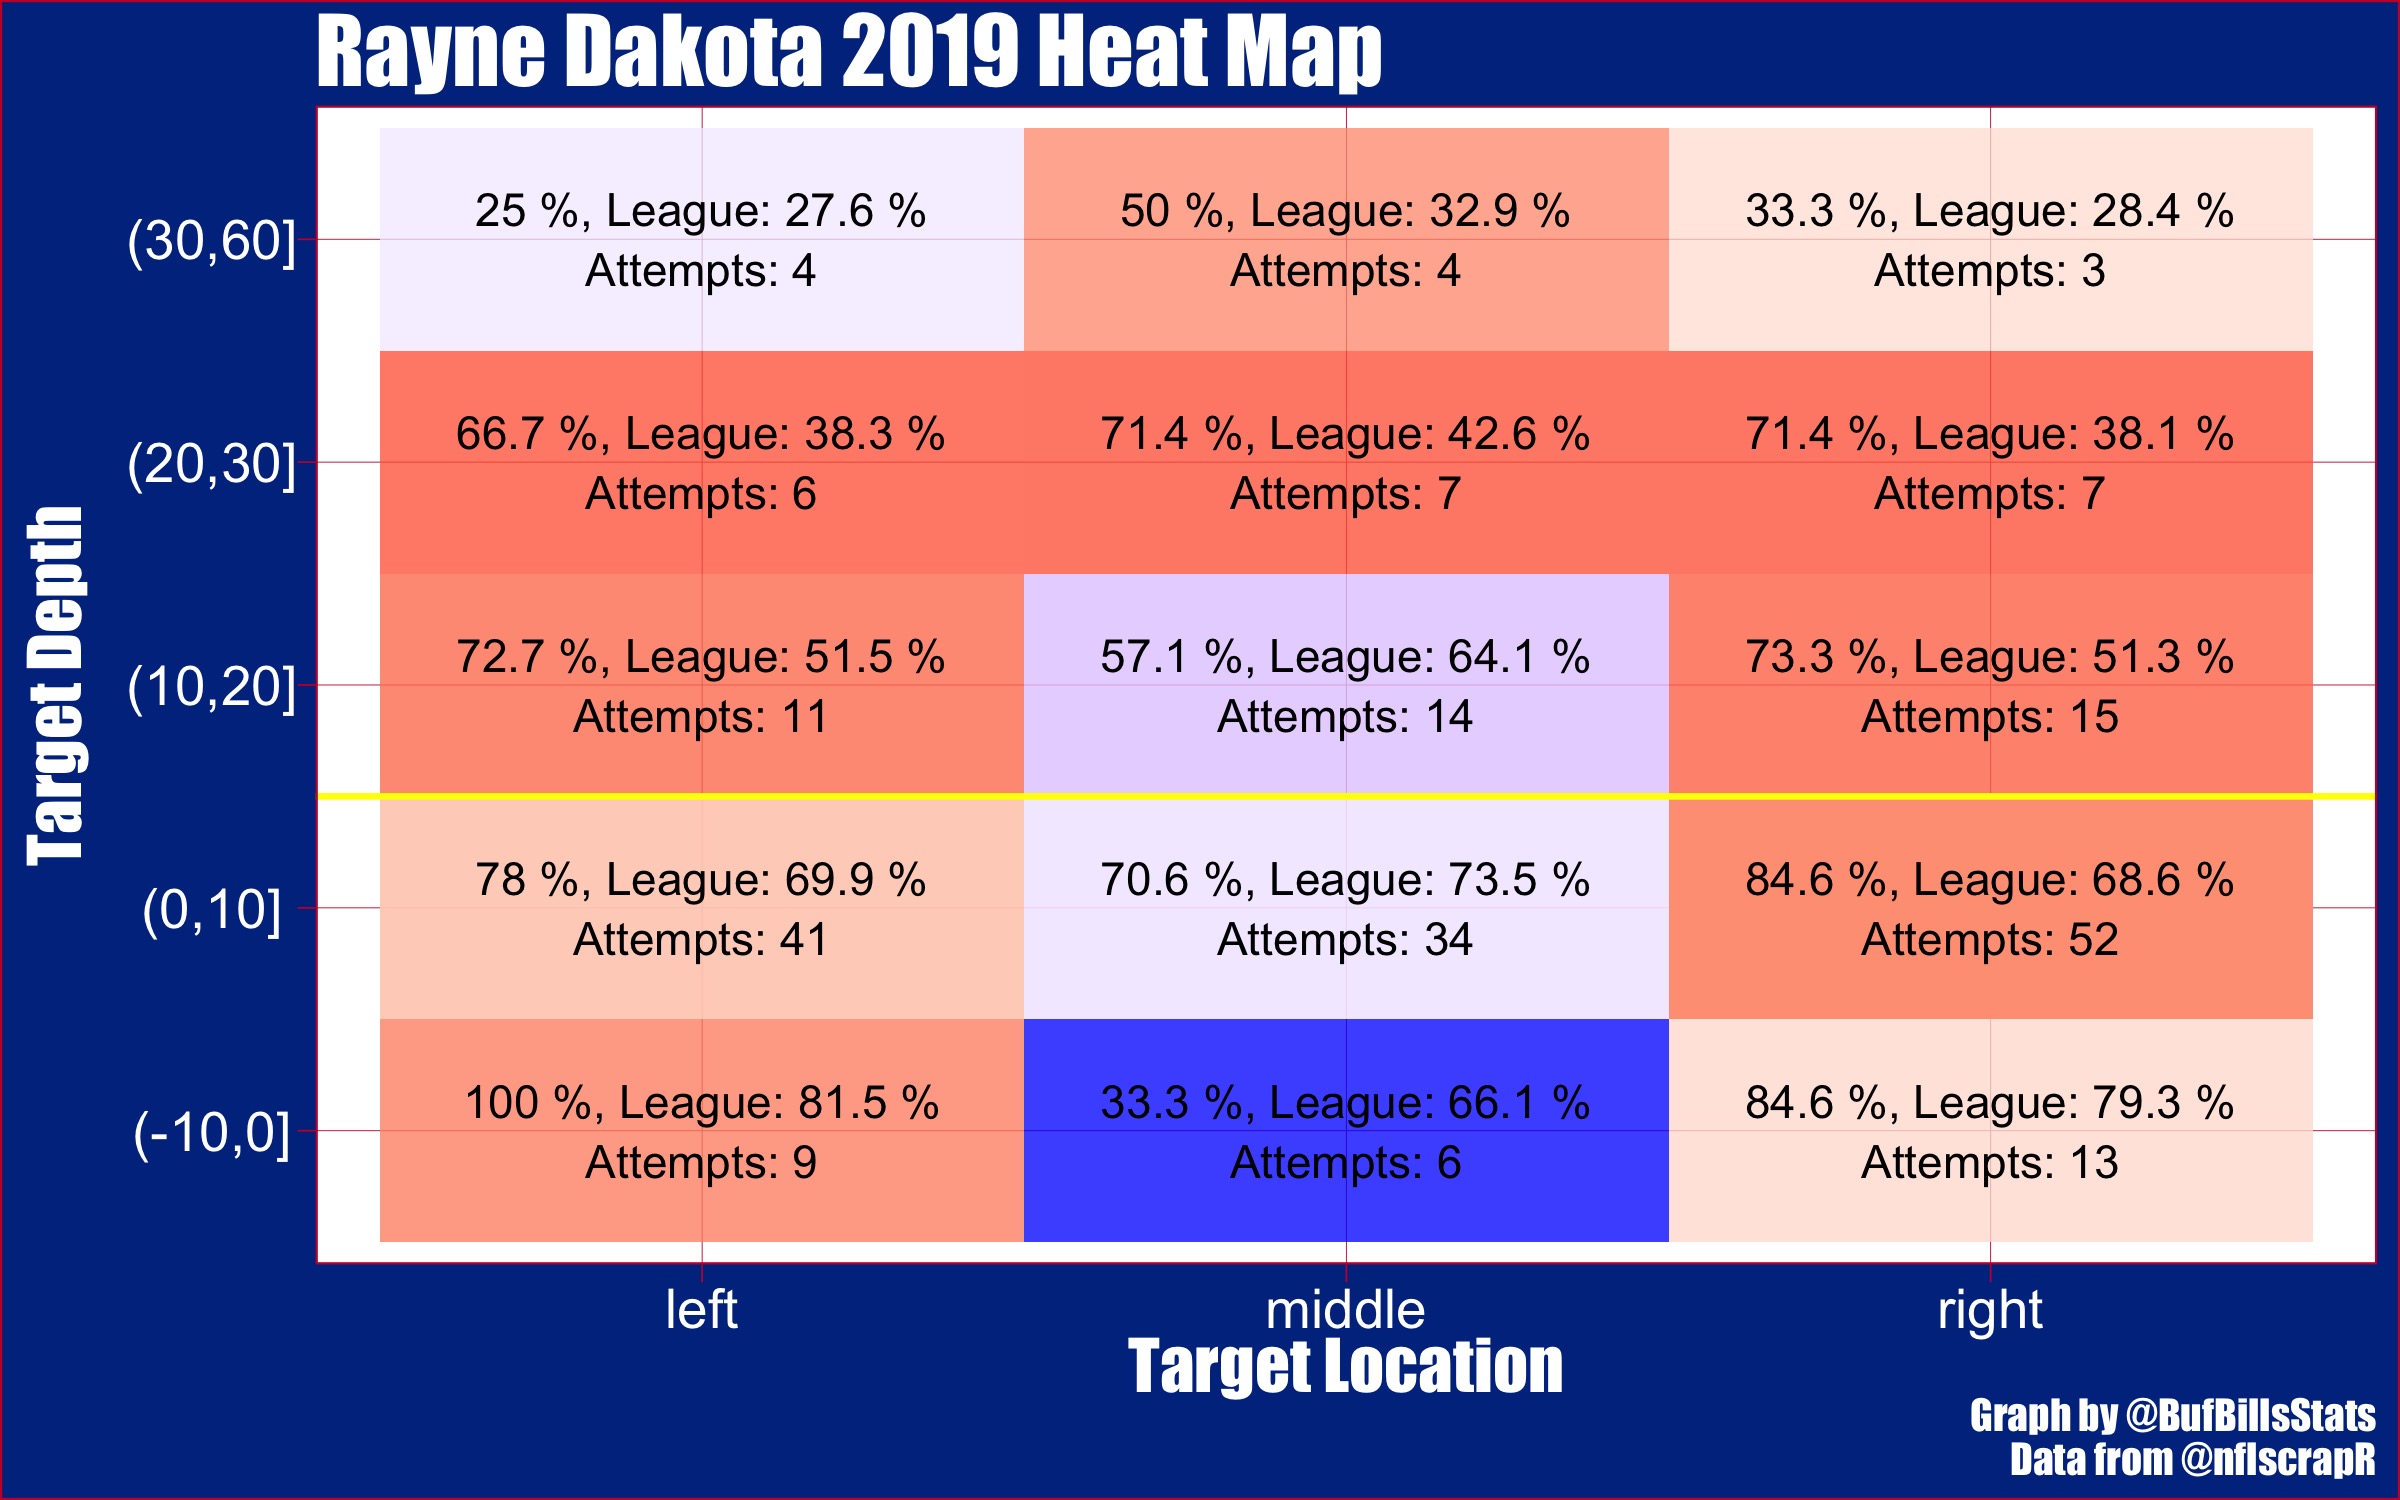 Rayne Dakota 2019 Heat Map
Target Depth
(30,60]
25 %, League: 27.6 %
Attempts: 4
50 %, League: 32.9 %
Attempts: 4
33.3 %, League: 28.4 %
Attempts: 3
(20,30]
66.7 %, League: 38.3 %
Attempts: 6
71.4 %, League: 42.6 %
Attempts: 7
71.4 %, League: 38.1 %
Attempts: 7
(10,20]
72.7 %, League: 51.5 %
Attempts: 11
57.1 %, League: 64.1 %
Attempts: 14
73.3 %, League: 51.3 %
Attempts: 15
(0,10]
78 %, League: 69.9 %
Attempts: 41
70.6 %, League: 73.5 %
Attempts: 34
84.6 %, League: 68.6 %
Attempts: 52
(-10,0]
100 %, League: 81.5 %
Attempts: 9
33.3 %, League: 66.1 %
Attempts: 6
84.6 %, League: 79.3 %
Attempts: 13
left
middle
right
Target Location
Graph by @BufBillsStats
Data from @nflscrapR